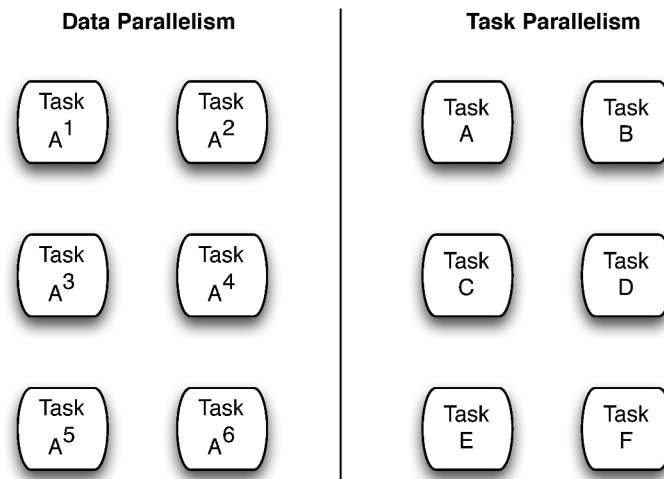 Data Parallelism
Task
A¹
Task
A²
Task
A³
Task
A⁴
Task
A⁵
Task
A⁶
Task Parallelism
Task
A
Task
B
Task
C
Task
D
Task
E
Task
F